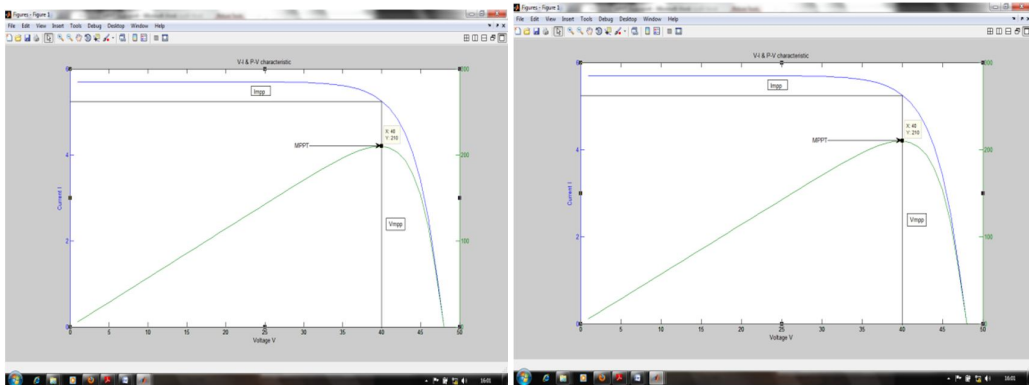 Figures - Figure 1
File Edit View Insert Tools Debug Desktop Window Help
V-I & P-V characteristic
6
300
Impp
X: 40
Y: 210
MPPT
4
200
Current I
Vmpp
2
100
0
0 5 10 15 20 25 30 35 40 45 50
Voltage V
16:01
Figures - Figure 1
File Edit View Insert Tools Debug Desktop Window Help
V-I & P-V characteristic
6
300
Impp
X: 40
Y: 210
MPPT
4
200
Current I
Vmpp
2
100
0
0 5 10 15 20 25 30 35 40 45 50
Voltage V
16:01